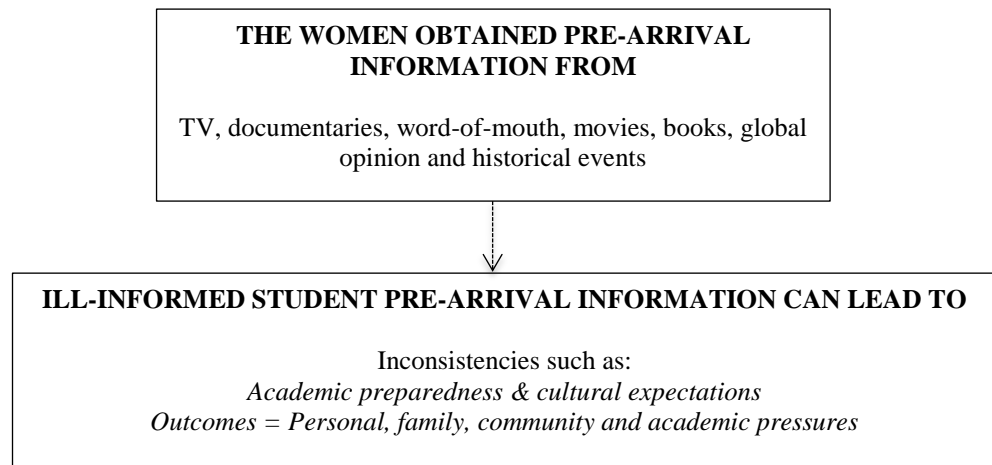 THE WOMEN OBTAINED PRE-ARRIVAL
INFORMATION FROM
TV, documentaries, word-of-mouth, movies, books, global
opinion and historical events
ILL-INFORMED STUDENT PRE-ARRIVAL INFORMATION CAN LEAD TO
Inconsistencies such as:
Academic preparedness & cultural expectations
Outcomes = Personal, family, community and academic pressures